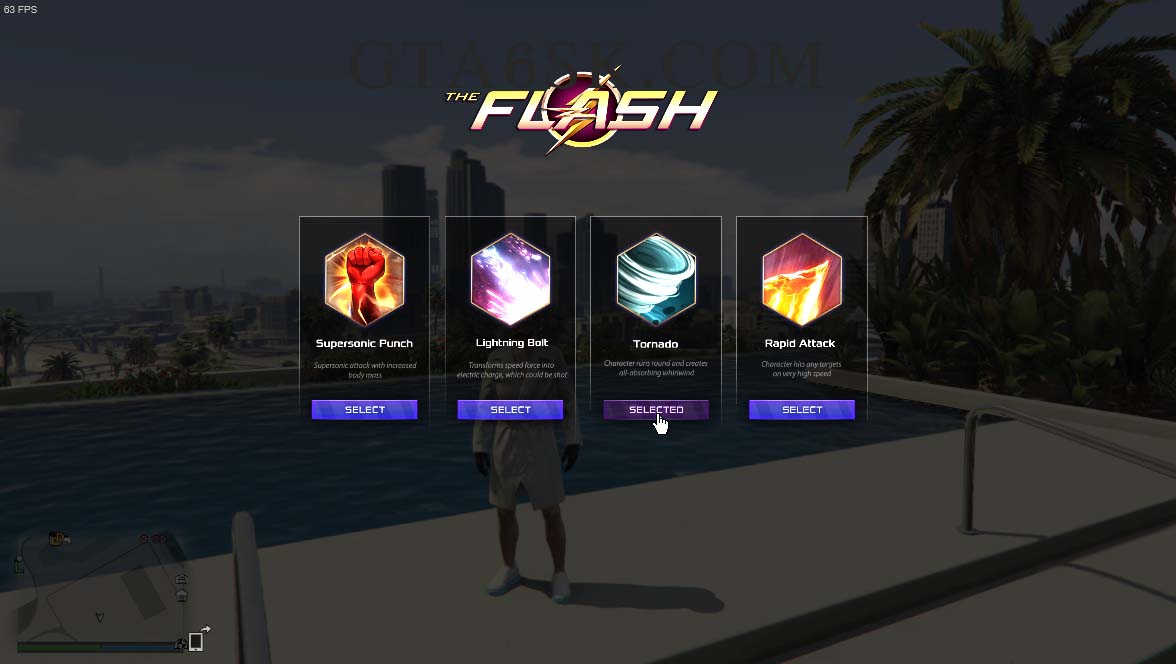 63 FPS
GTA6SK.COM
THE FLASH
Supersonic Punch
Supersonic attack with increased
body mass
SELECT
Lightning Bolt
Transforms speed force into
electric charge, which could be shot
SELECT
Tornado
Character runs round and creates
all-absorbing whirlwind
SELECTED
Rapid Attack
Character hits any targets
on very high speed
SELECT